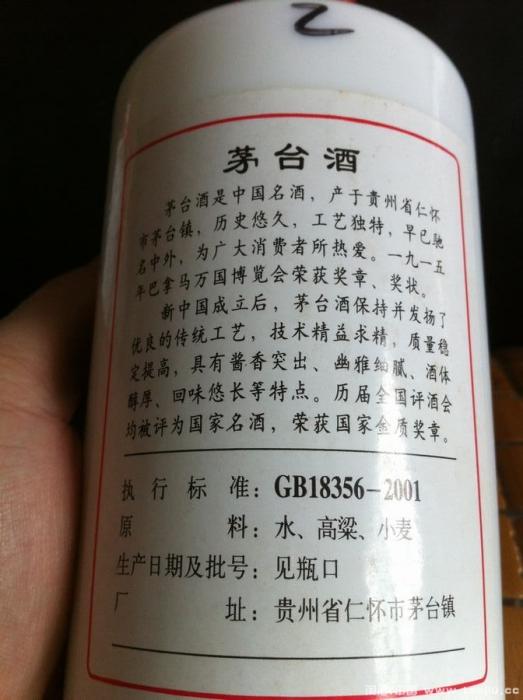 乙
茅台酒
茅台酒是中国名酒，产于贵州省仁怀
市茅台镇，历史悠久，工艺独特，早已驰
名中外，为广大消费者所热爱。一九一五
年巴拿马万国博览会荣获奖章、奖状。
新中国成立后，茅台酒保持并发扬了
优良的传统工艺，技术精益求精，质量稳
定提高，具有酱香突出、幽雅细腻、酒体
醇厚、回味悠长等特点。历届全国评酒会
均被评为国家名酒，荣获国家金质奖章。
执行标准：GB18356-2001
原料：水、高粱、小麦
生产日期及批号：见瓶口
厂址：贵州省仁怀市茅台镇